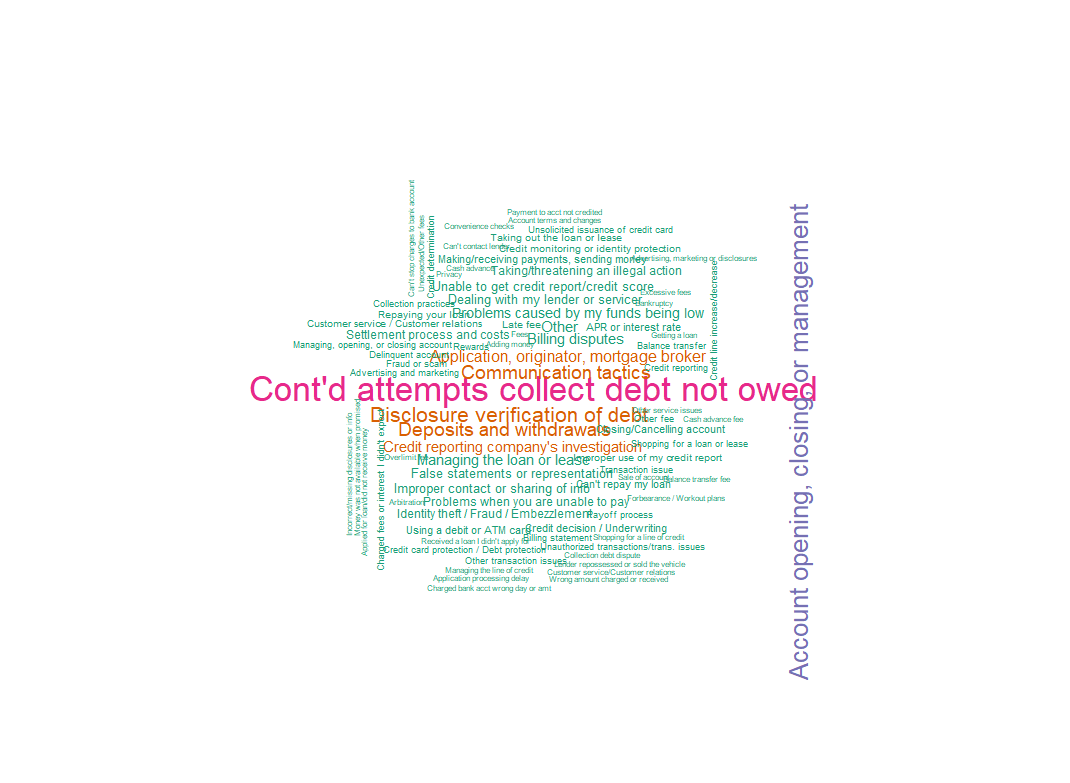 Can't stop charges to bank account
Unexpected/Other fees
Credit determination
Payment to acct not credited
Account terms and changes
Convenience checks
Unsolicited issuance of credit card
Taking out the loan or lease
Can't contact lender
Credit monitoring or identity protection
Making/receiving payments, sending money
Advertising, marketing or disclosures
Cash advance
Taking/threatening an illegal action
Privacy
Unable to get credit report/credit score
Excessive fees
Dealing with my lender or servicer
Bankruptcy
Collection practices
Repaying your loan
Problems caused by my funds being low
Customer service / Customer relations
Late fee
Other
APR or interest rate
Settlement process and costs
Fees
Billing disputes
Getting a loan
Managing, opening, or closing account
Rewards
Adding money
Balance transfer
Credit line increase/decrease
Delinquent account
Application, originator, mortgage broker
Fraud or scam
Credit reporting
Advertising and marketing
Communication tactics
Cont'd attempts collect debt not owed
Account opening, closing, or management
Disclosure verification of debt
Other service issues
Other fee
Cash advance fee
Deposits and withdrawals
Closing/Cancelling account
Incorrect/missing disclosures or info
Money was not available when promised
Applied for loan/did not receive money
Charged fees or interest I didn't expect
Credit reporting company's investigation
Shopping for a loan or lease
Overlimit fee
Managing the loan or lease
Improper use of my credit report
False statements or representation
Transaction issue
Sale of account
Balance transfer fee
Can't repay my loan
Improper contact or sharing of info
Arbitration
Problems when you are unable to pay
Forbearance / Workout plans
Identity theft / Fraud / Embezzlement
Payoff process
Using a debit or ATM card
Credit decision / Underwriting
Billing statement
Shopping for a line of credit
Received a loan I didn't apply for
Credit card protection / Debt protection
Unauthorized transactions/trans. issues
Collection debt dispute
Other transaction issues
Lender repossessed or sold the vehicle
Managing the line of credit
Customer service/Customer relations
Application processing delay
Wrong amount charged or received
Charged bank acct wrong day or amt